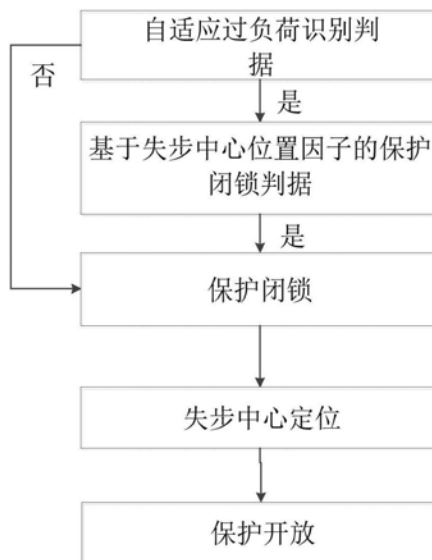 自适应过负荷识别判
据
否
是
基于失步中心位置因子的保护
闭锁判据
是
保护闭锁
失步中心定位
保护开放